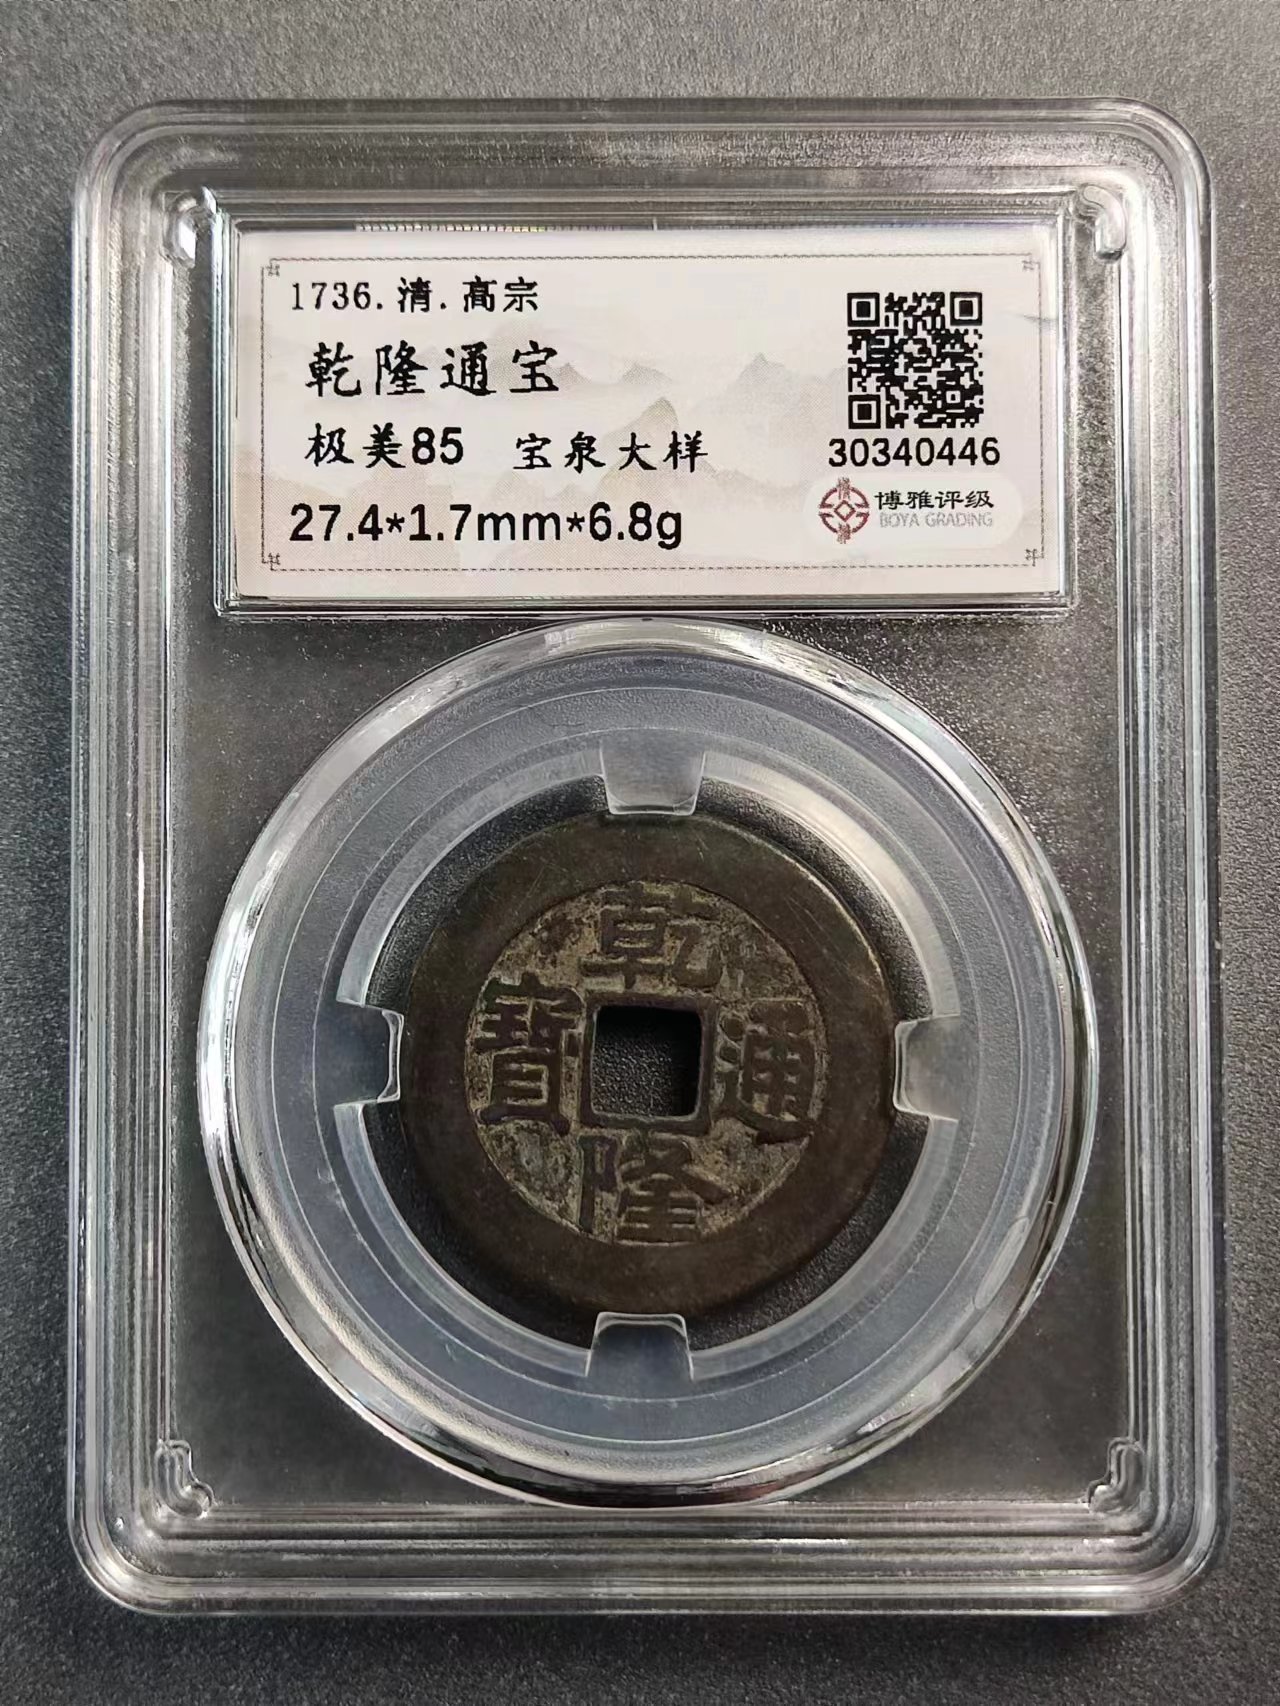 1736.清.高宗
乾隆通宝
极美85 宝泉大样
27.4*1.7mm*6.8g
30340446
博雅评级
BOYA GRADING
乾
寶 通
隆